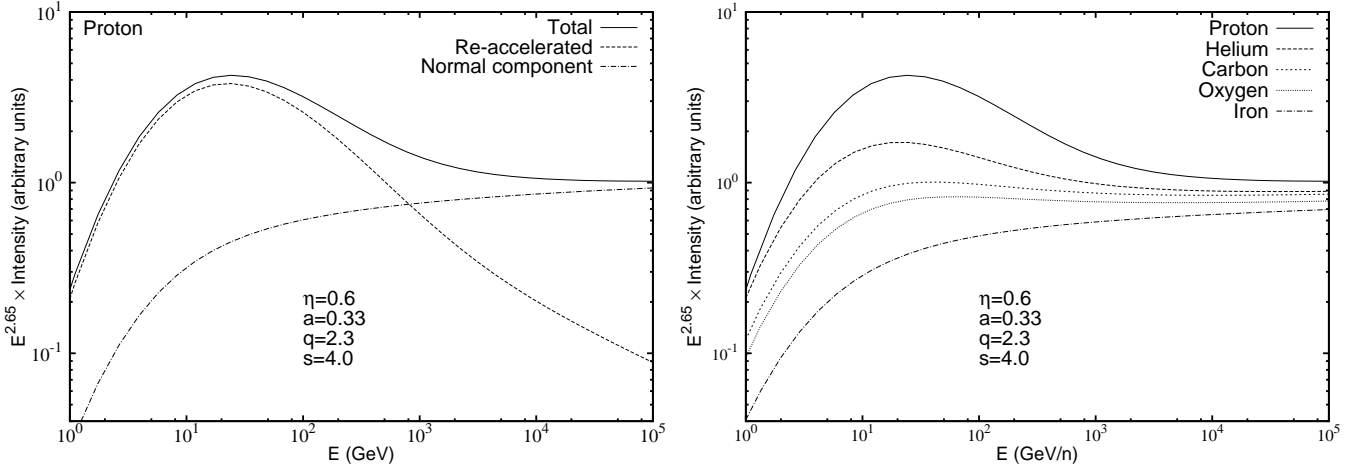 Proton
Total
Re-accelerated
Normal component
10^1
10^0
10^-1
E^2.65 × Intensity (arbitrary units)
η=0.6
a=0.33
q=2.3
s=4.0
10^0 10^1 10^2 10^3 10^4 10^5
E (GeV)
Proton
Helium
Carbon
Oxygen
Iron
10^1
10^0
10^-1
E^2.65 × Intensity (arbitrary units)
η=0.6
a=0.33
q=2.3
s=4.0
10^0 10^1 10^2 10^3 10^4 10^5
E (GeV/n)